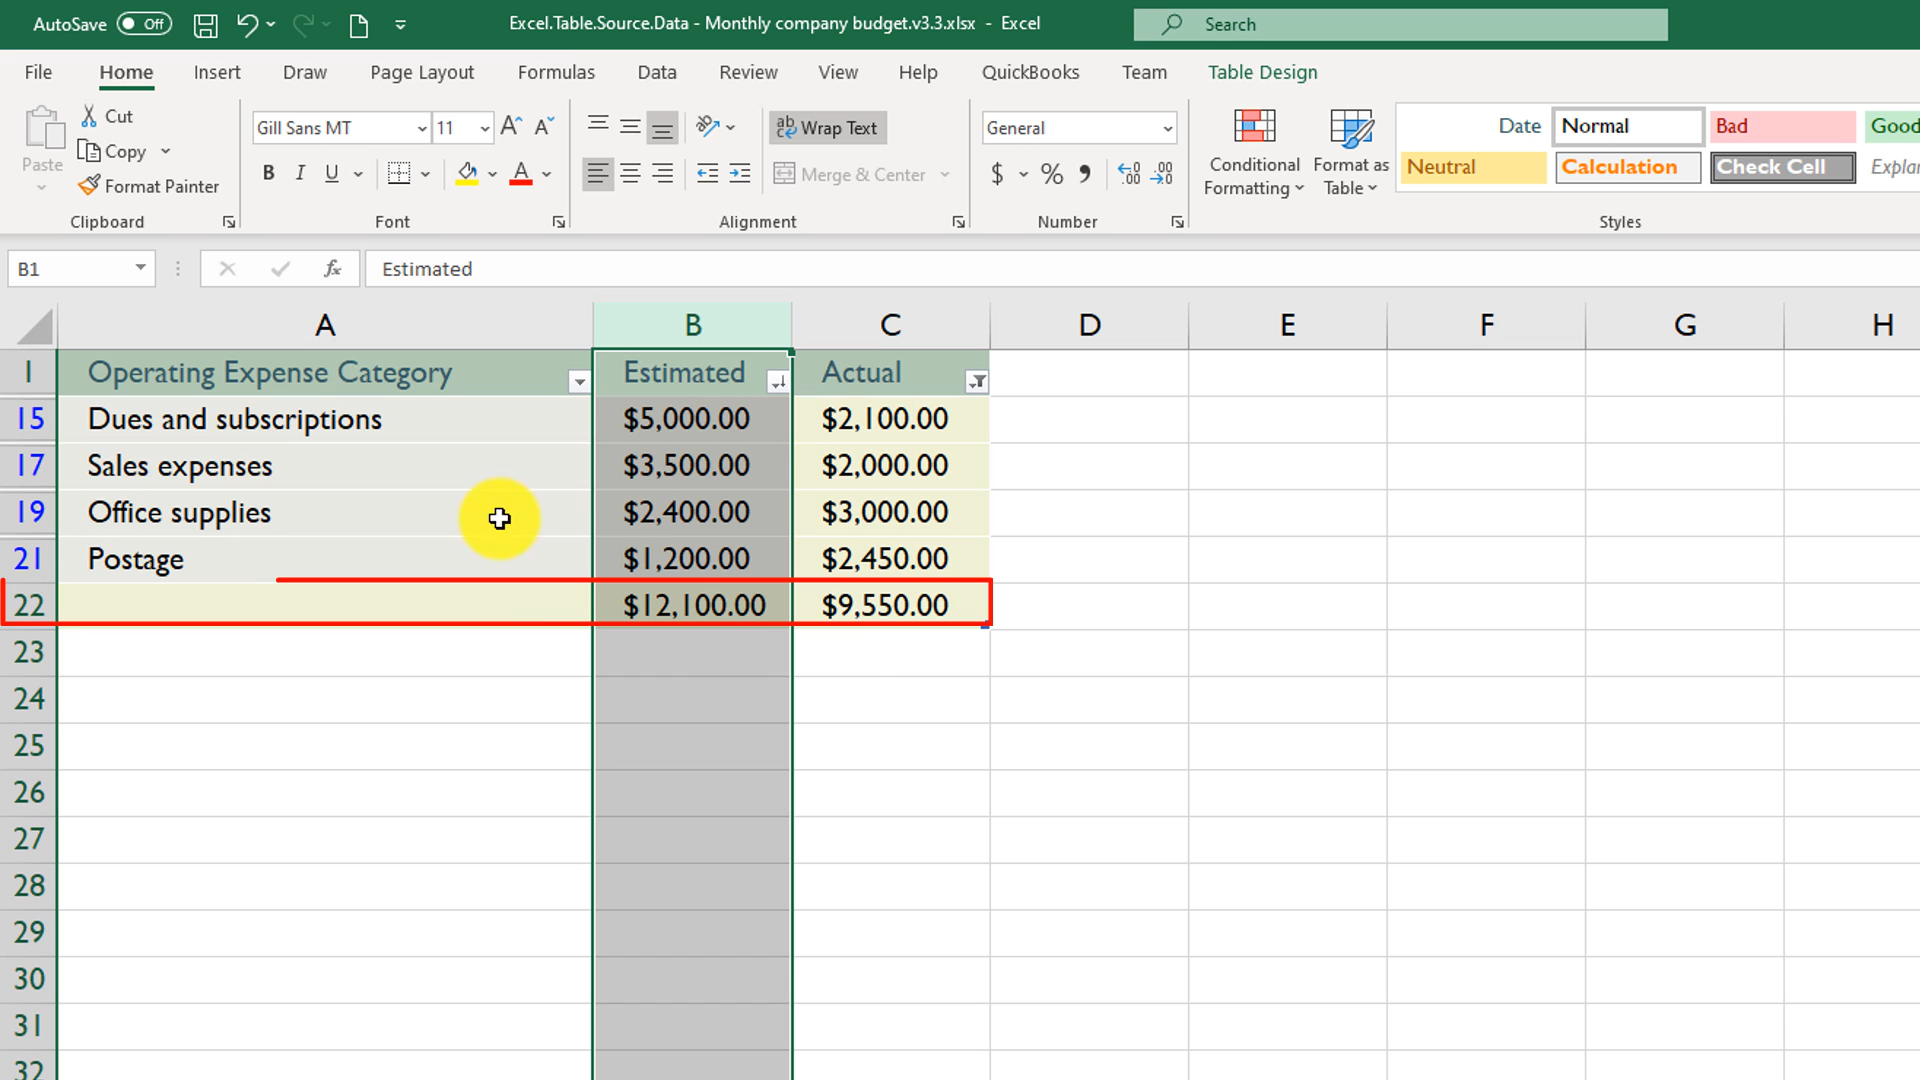 AutoSave Off Excel.Table.Source.Data - Monthly company budget.v3.3.xlsx - Excel Search
File Home Insert Draw Page Layout Formulas Data Review View Help QuickBooks Team Table Design
Paste
Cut
Copy
Format Painter
Clipboard
Gill Sans MT 11 A A
B I U A
Font
ab Wrap Text
Merge & Center
Alignment
General
$ % , .00 .00
Number
Conditional Formatting
Format as Table
Date Normal Bad Good
Neutral Calculation Check Cell Explan
Styles
B1 fx Estimated
A B C D E F G H
1 Operating Expense Category Estimated Actual
15 Dues and subscriptions $5,000.00 $2,100.00
17 Sales expenses $3,500.00 $2,000.00
19 Office supplies $2,400.00 $3,000.00
21 Postage $1,200.00 $2,450.00
22 $12,100.00 $9,550.00
23
24
25
26
27
28
29
30
31
32